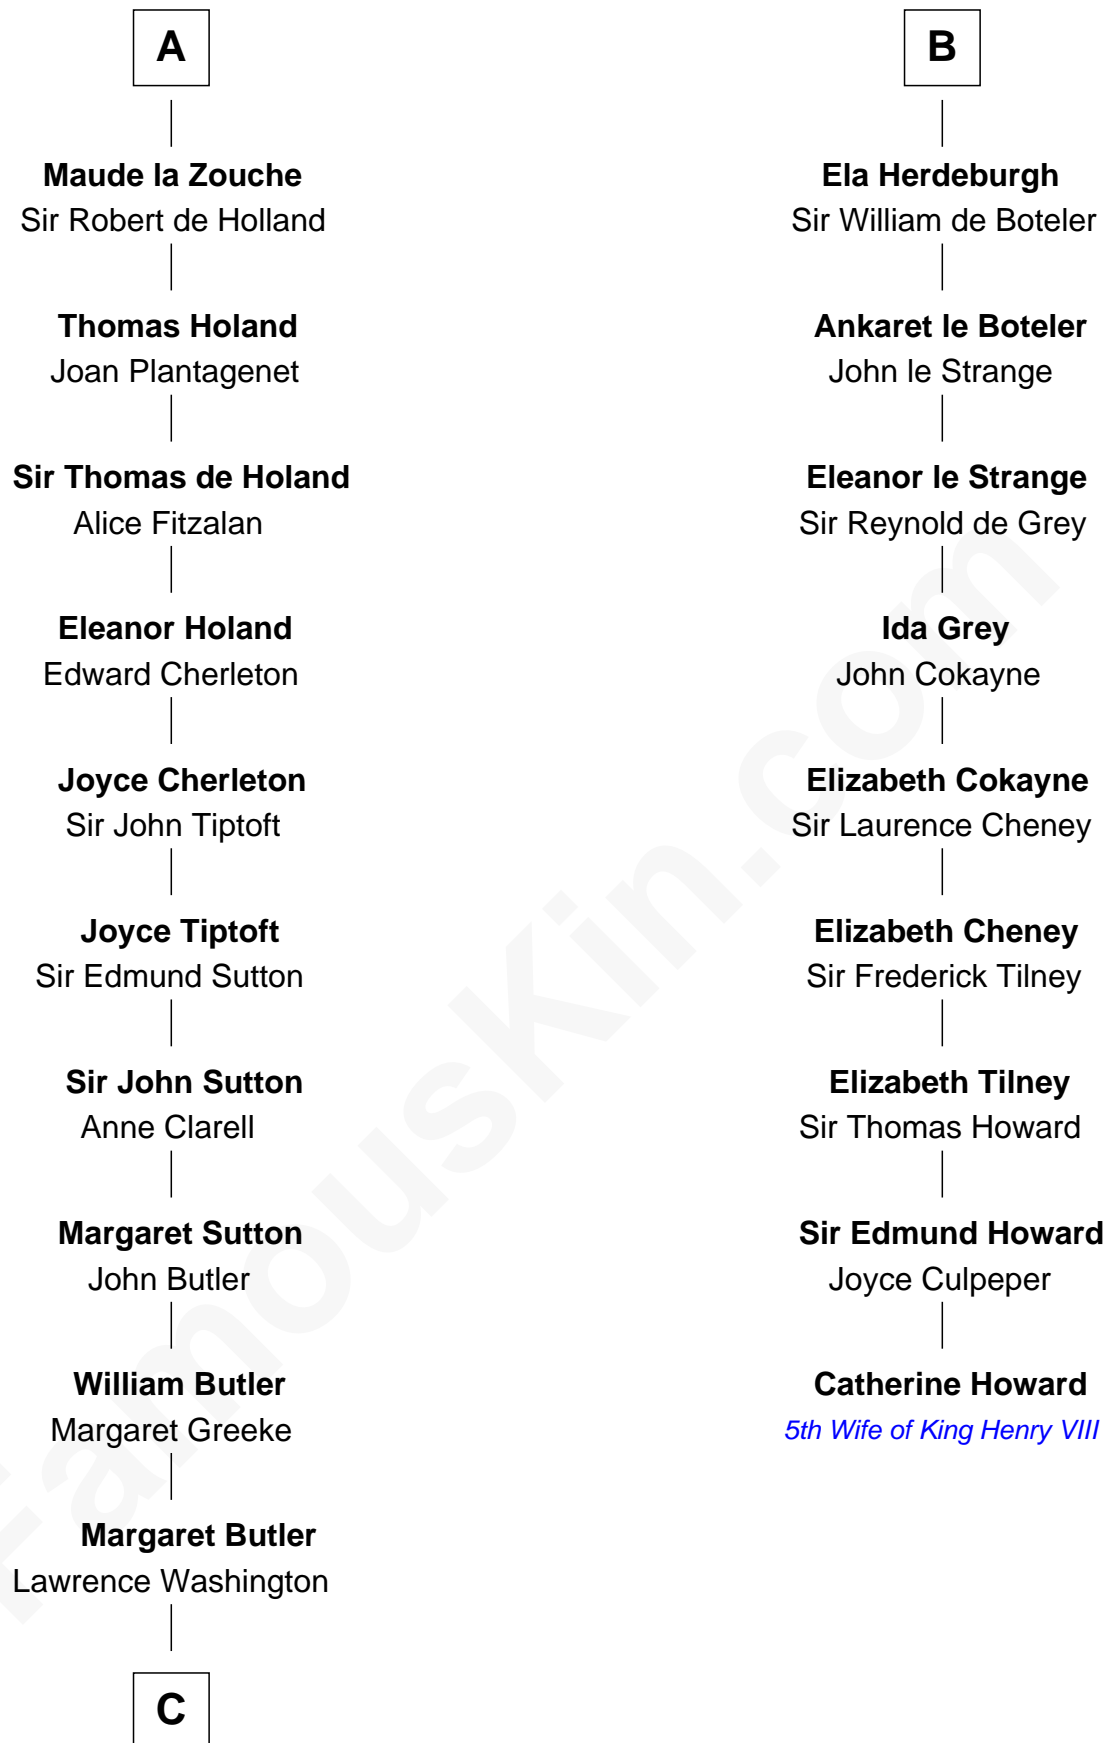 A
Maude la Zouche
Sir Robert de Holland
Thomas Holand
Joan Plantagenet
Sir Thomas de Holand
Alice Fitzalan
Eleanor Holand
Edward Cherleton
Joyce Cherleton
Sir John Tiptoft
Joyce Tiptoft
Sir Edmund Sutton
Sir John Sutton
Anne Clarell
Margaret Sutton
John Butler
William Butler
Margaret Greeke
Margaret Butler
Lawrence Washington
C
B
Ela Herdeburgh
Sir William de Boteler
Ankaret le Boteler
John le Strange
Eleanor le Strange
Sir Reynold de Grey
Ida Grey
John Cokayne
Elizabeth Cokayne
Sir Laurence Cheney
Elizabeth Cheney
Sir Frederick Tilney
Elizabeth Tilney
Sir Thomas Howard
Sir Edmund Howard
Joyce Culpeper
Catherine Howard
5th Wife of King Henry VIII
FamousKin.com